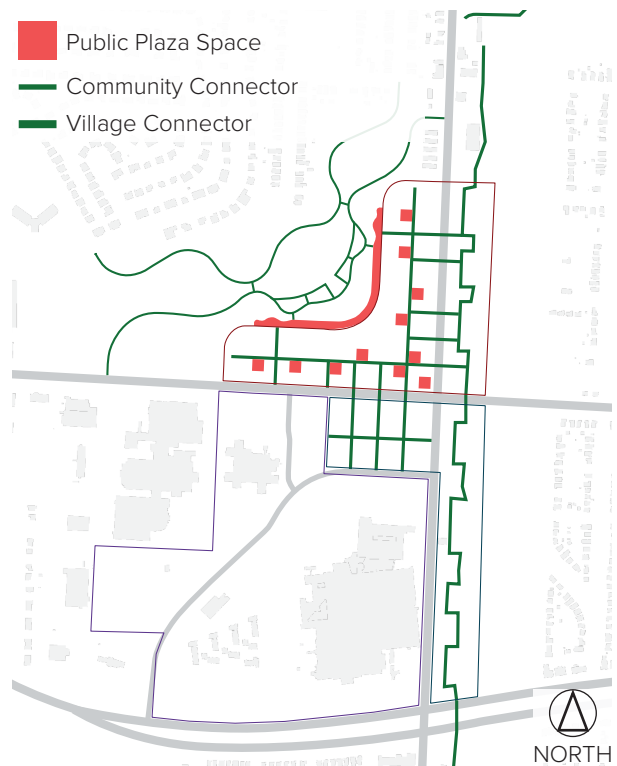 Public Plaza Space
Community Connector
Village Connector
NORTH